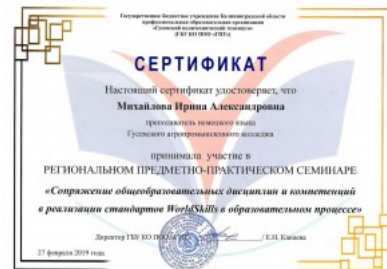 Государственное бюджетное учреждение Калининградской области
профессиональная образовательная организация
«Гусевский политехнический техникум»
(ГБУ КО ПОО «ГПТ»)
СЕРТИФИКАТ
Настоящий сертификат удостоверяет, что
Михайлова Ирина Александровна
преподаватель немецкого языка
Гусевского агропромышленного колледжа
принимала участие в
РЕГИОНАЛЬНОМ ПРЕДМЕТНО-ПРАКТИЧЕСКОМ СЕМИНАРЕ
«Сопряжение общеобразовательных дисциплин и компетенций
в реализации стандартов WorldSkills в образовательном процессе»
Директор ГБУ КО ПОО «ГПТ» / Е.Н.
27 февраля 2019 года